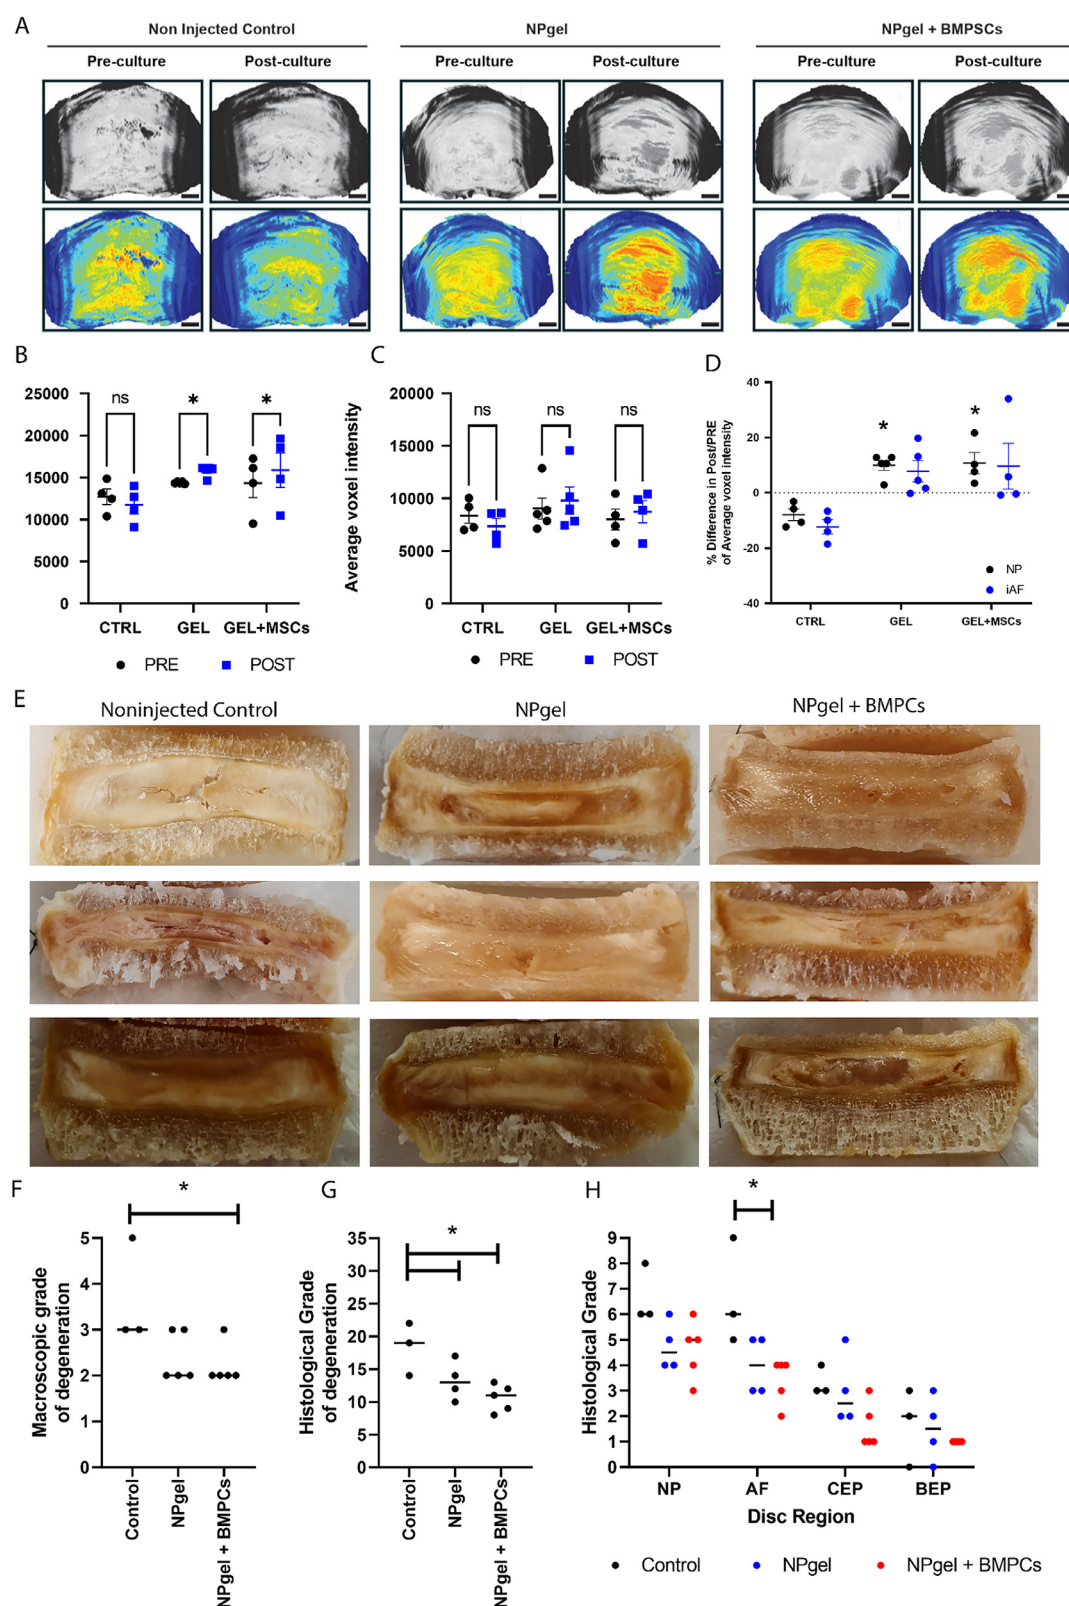 A
Non Injected Control
NPgel
NPgel + BMPSCs
Pre-culture
Post-culture
Pre-culture
Post-culture
Pre-culture
Post-culture
B
25000
20000
15000
10000
5000
0
ns
*
*
CTRL
GEL
GEL+MSCs
PRE
POST
C
Average voxel intensity
20000
15000
10000
5000
0
ns
ns
ns
CTRL
GEL
GEL+MSCs
PRE
POST
D
% Difference in Post/PRE
of Average voxel intensity
40
20
0
-20
-40
*
*
NP
iAF
CTRL
GEL
GEL+MSCs
E
Noninjected Control
NPgel
NPgel + BMPCs
F
Macroscopic grade
of degeneration
5
4
3
2
1
0
*
Control
NPgel
NPgel + BMPCs
G
Histological Grade
of degeneration
35
30
25
20
15
10
5
0
*
Control
NPgel
NPgel + BMPCs
H
Histological Grade
9
8
7
6
5
4
3
2
1
0
*
NP
AF
CEP
BEP
Disc Region
Control
NPgel
NPgel + BMPCs